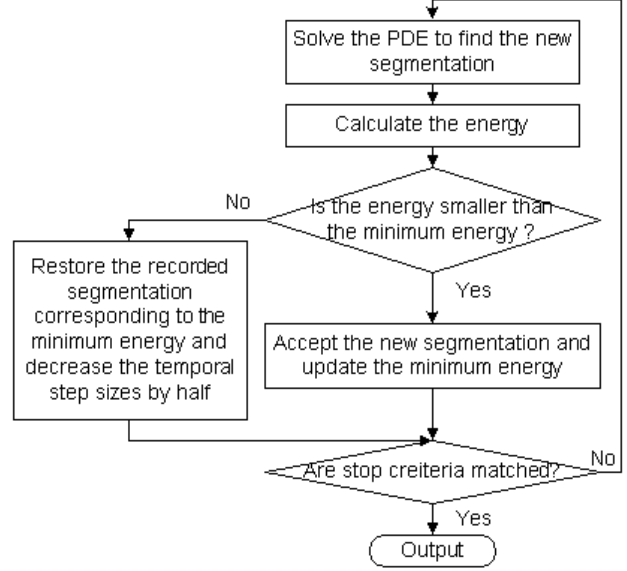 Solve the PDE to find the new
segmentation
Calculate the energy
Is the energy smaller than
the minimum energy ?
No
Yes
Restore the recorded
segmentation
corresponding to the
minimum energy and
decrease the temporal
step sizes by half
Accept the new segmentation and
update the minimum energy
Are stop creiteria matched?
No
Yes
Output